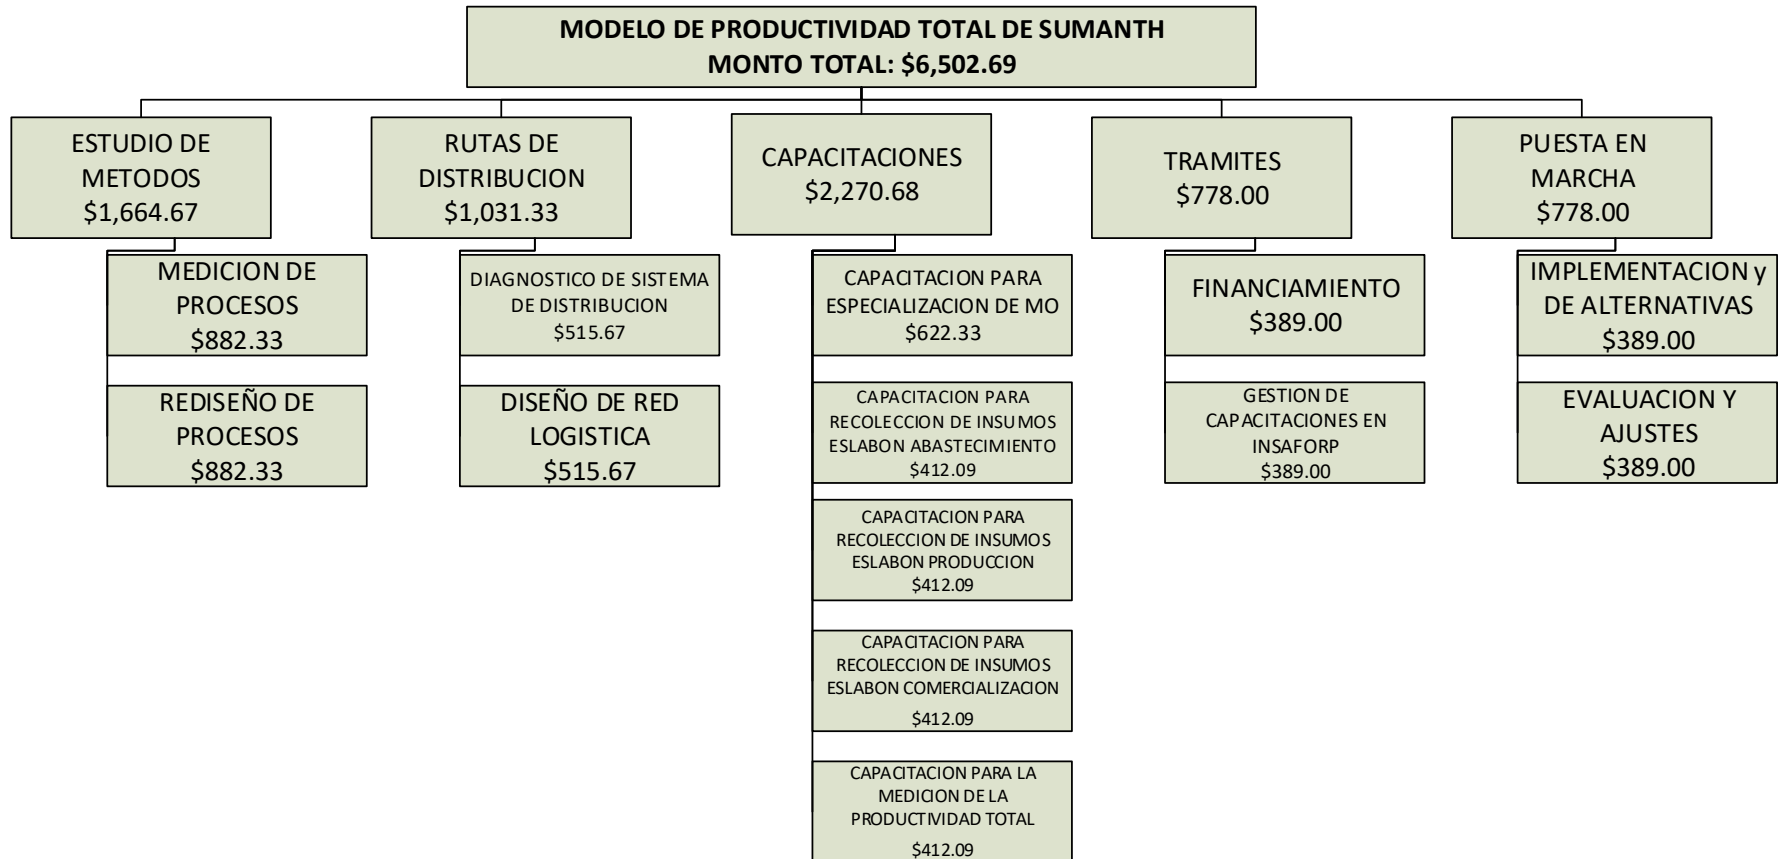 MODELO DE PRODUCTIVIDAD TOTAL DE SUMANTH
MONTO TOTAL: $6,502.69
ESTUDIO DE
METODOS
$1,664.67
RUTAS DE
DISTRIBUCION
$1,031.33
CAPACITACIONES
$2,270.68
TRAMITES
$778.00
PUESTA EN
MARCHA
$778.00
MEDICION DE
PROCESOS
$882.33
REDISEÑO DE
PROCESOS
$882.33
DIAGNOSTICO DE SISTEMA
DE DISTRIBUCION
$515.67
DISEÑO DE RED
LOGISTICA
$515.67
CAPACITACION PARA
ESPECIALIZACION DE MO
$622.33
CAPACITACION PARA
RECOLECCION DE INSUMOS
ESLABON ABASTECIMIENTO
$412.09
CAPACITACION PARA
RECOLECCION DE INSUMOS
ESLABON PRODUCCION
$412.09
CAPACITACION PARA
RECOLECCION DE INSUMOS
ESLABON COMERCIALIZACION
$412.09
CAPACITACION PARA LA
MEDICION DE LA
PRODUCTIVIDAD TOTAL
$412.09
FINANCIAMIENTO
$389.00
GESTION DE
CAPACITACIONES EN
INSAFORP
$389.00
IMPLEMENTACION y
DE ALTERNATIVAS
$389.00
EVALUACION Y
AJUSTES
$389.00